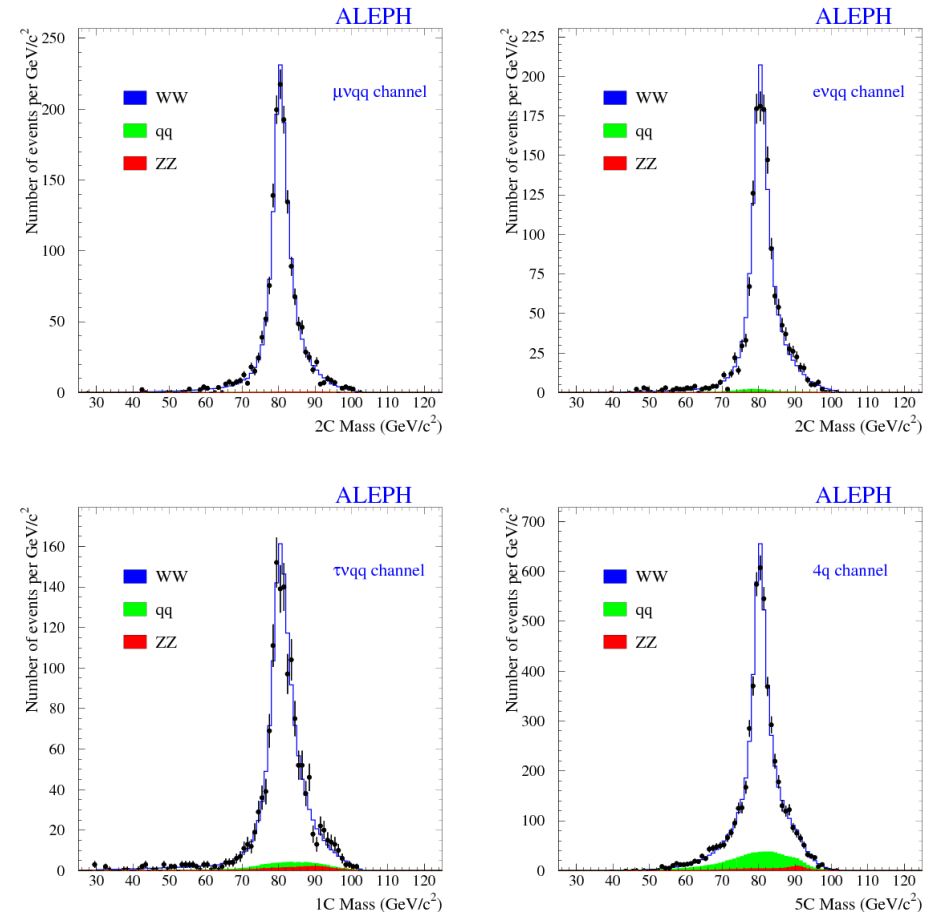 ALEPH
Number of events per GeV/c²
250
200
150
100
50
0
WW
qq
ZZ
μνqq channel
30 40 50 60 70 80 90 100 110 120
2C Mass (GeV/c²)
ALEPH
Number of events per GeV/c²
225
200
175
150
125
100
75
50
25
0
WW
qq
ZZ
eνqq channel
30 40 50 60 70 80 90 100 110 120
2C Mass (GeV/c²)
ALEPH
Number of events per GeV/c²
160
140
120
100
80
60
40
20
0
WW
qq
ZZ
τνqq channel
30 40 50 60 70 80 90 100 110 120
1C Mass (GeV/c²)
ALEPH
Number of events per GeV/c²
700
600
500
400
300
200
100
0
WW
qq
ZZ
4q channel
30 40 50 60 70 80 90 100 110 120
5C Mass (GeV/c²)